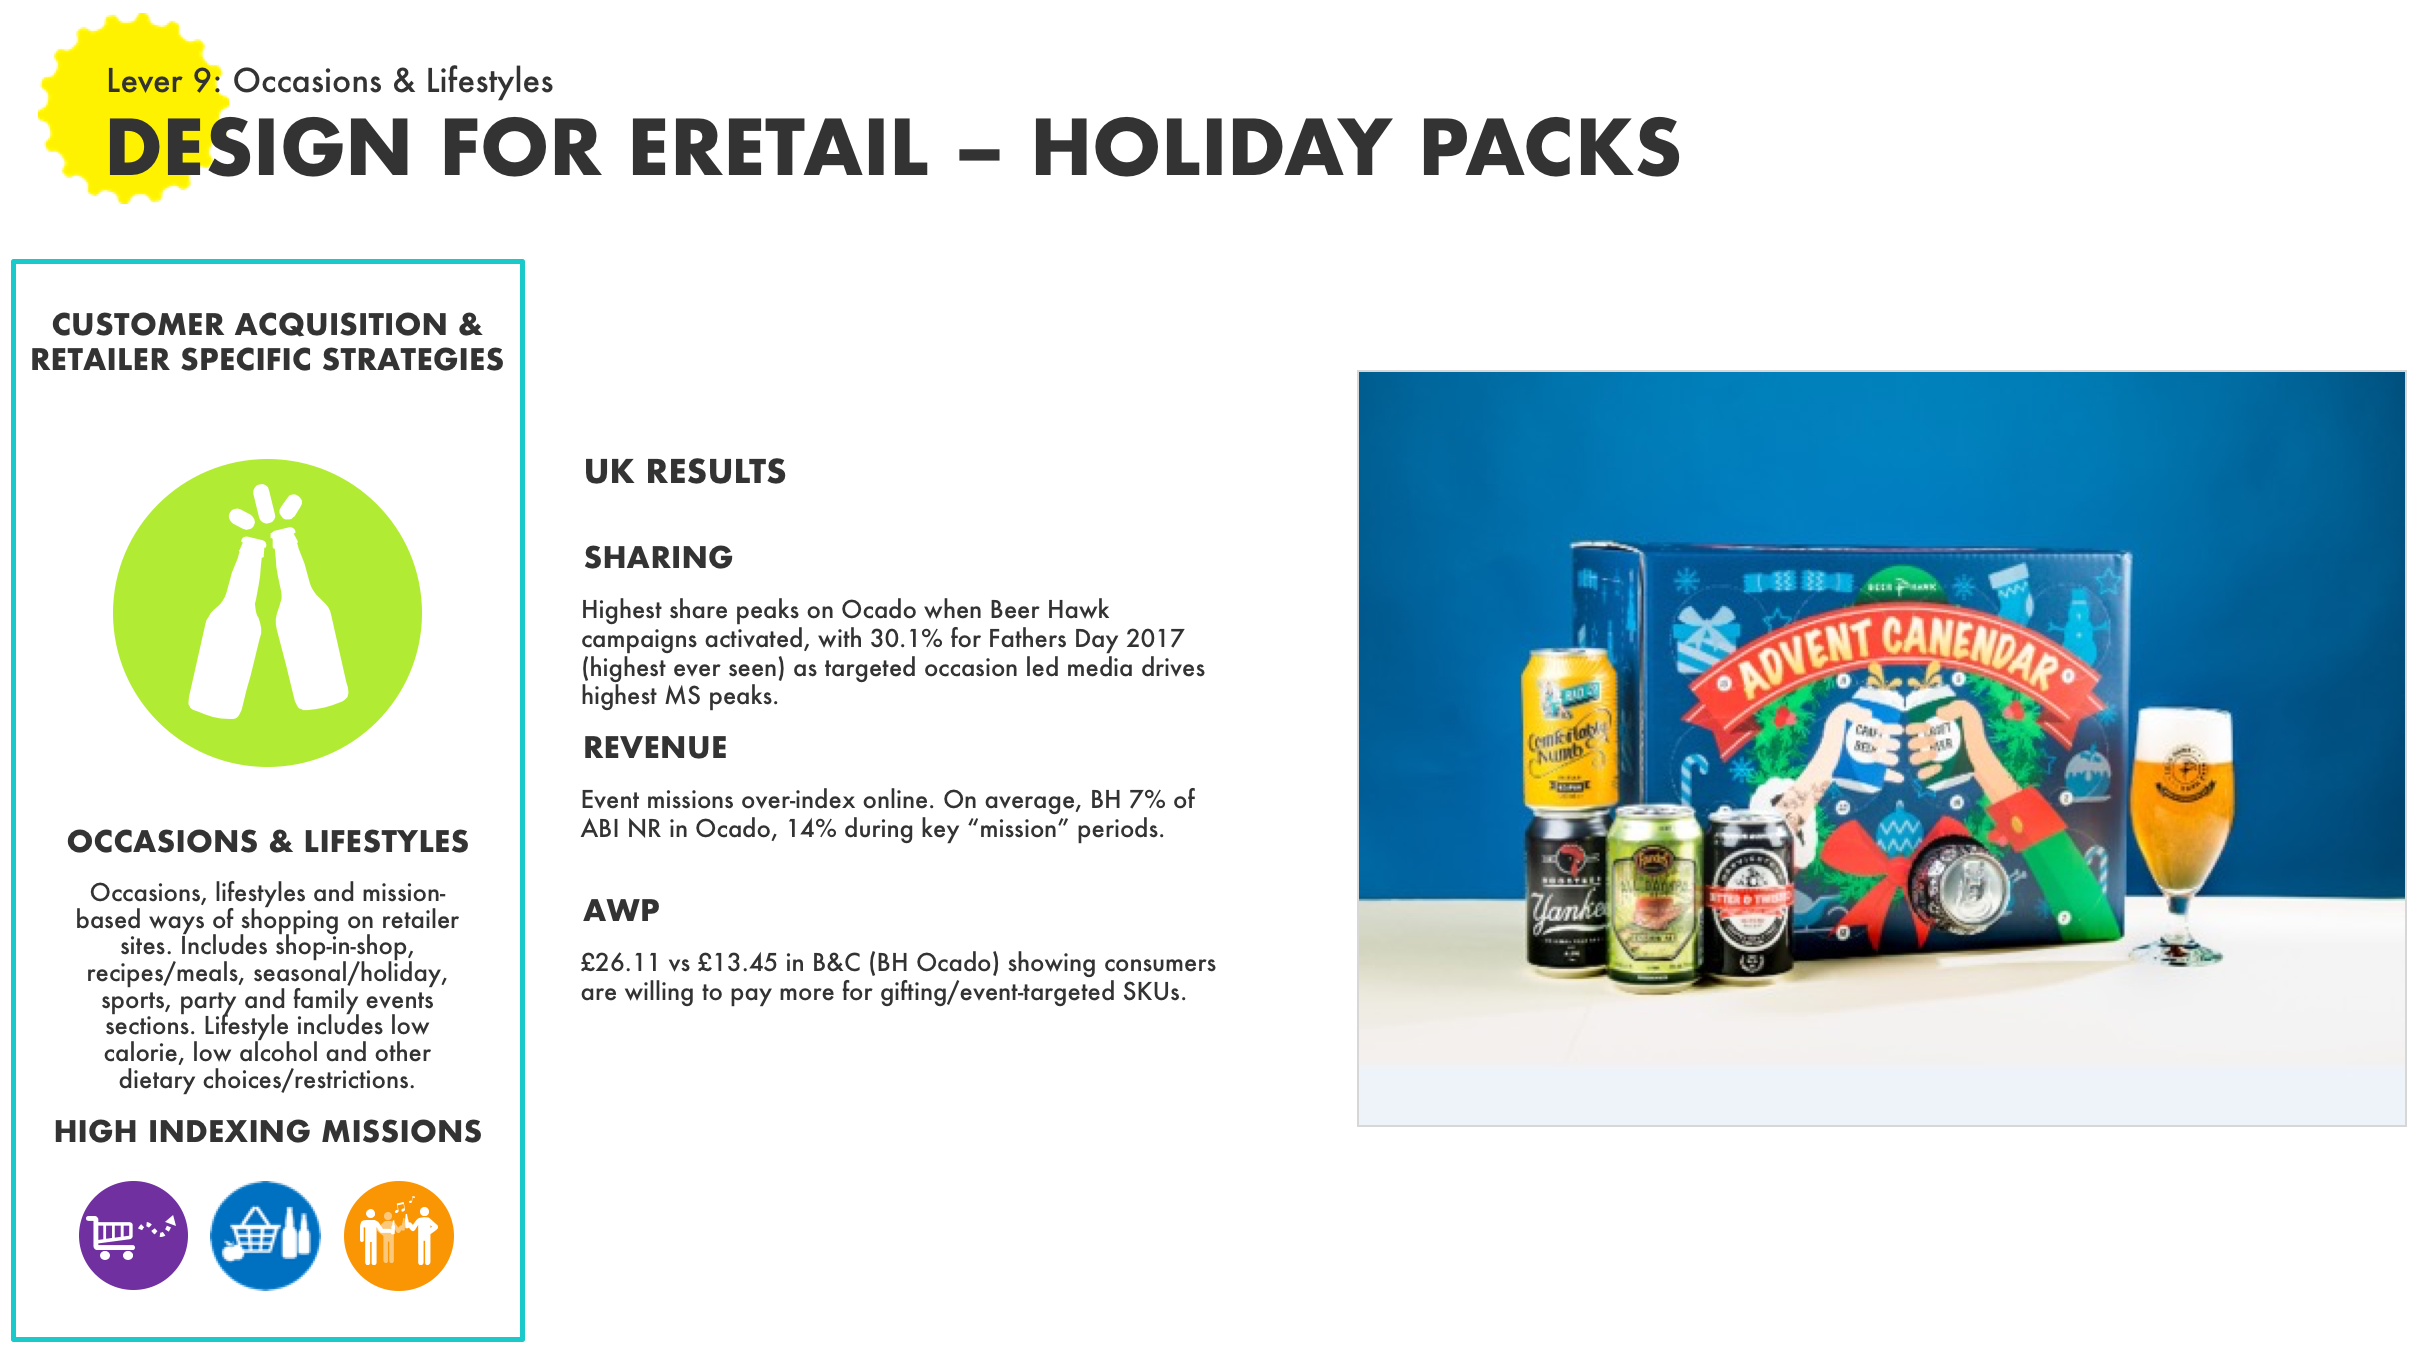 Lever 9: Occasions & Lifestyles
DESIGN FOR ERETAIL – HOLIDAY PACKS
CUSTOMER ACQUISITION &
RETAILER SPECIFIC STRATEGIES
OCCASIONS & LIFESTYLES
Occasions, lifestyles and mission-
based ways of shopping on retailer
sites. Includes shop-in-shop,
recipes/meals, seasonal/holiday,
sports, party and family events
sections. Lifestyle includes low
calorie, low alcohol and other
dietary choices/restrictions.
HIGH INDEXING MISSIONS
UK RESULTS
SHARING
Highest share peaks on Ocado when Beer Hawk
campaigns activated, with 30.1% for Fathers Day 2017
(highest ever seen) as targeted occasion led media drives
highest MS peaks.
REVENUE
Event missions over-index online. On average, BH 7% of
ABI NR in Ocado, 14% during key “mission” periods.
AWP
£26.11 vs £13.45 in B&C (BH Ocado) showing consumers
are willing to pay more for gifting/event-targeted SKUs.
BEER HAWK
ADVENT CANENDAR
Comfortably
Numb
Yankee
ALL DAY IPA
BITTER & TWISTED